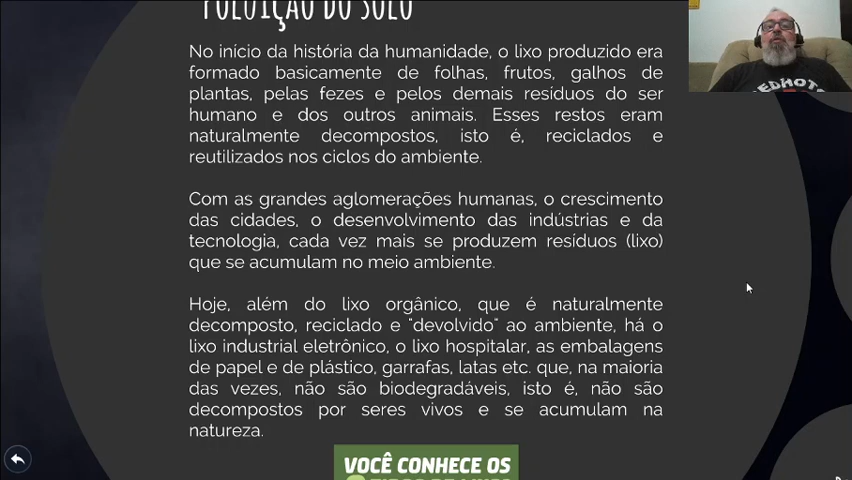 POLUIÇÃO DO SOLO
No início da história da humanidade, o lixo produzido era
formado basicamente de folhas, frutos, galhos de
plantas, pelas fezes e pelos demais resíduos do ser
humano e dos outros animais. Esses restos eram
naturalmente decompostos, isto é, reciclados e
reutilizados nos ciclos do ambiente.
Com as grandes aglomerações humanas, o crescimento
das cidades, o desenvolvimento das indústrias e da
tecnologia, cada vez mais se produzem resíduos (lixo)
que se acumulam no meio ambiente.
Hoje, além do lixo orgânico, que é naturalmente
decomposto, reciclado e "devolvido" ao ambiente, há o
lixo industrial eletrônico, o lixo hospitalar, as embalagens
de papel e de plástico, garrafas, latas etc. que, na maioria
das vezes, não são biodegradáveis, isto é, não são
decompostos por seres vivos e se acumulam na
natureza.
VOCÊ CONHECE OS